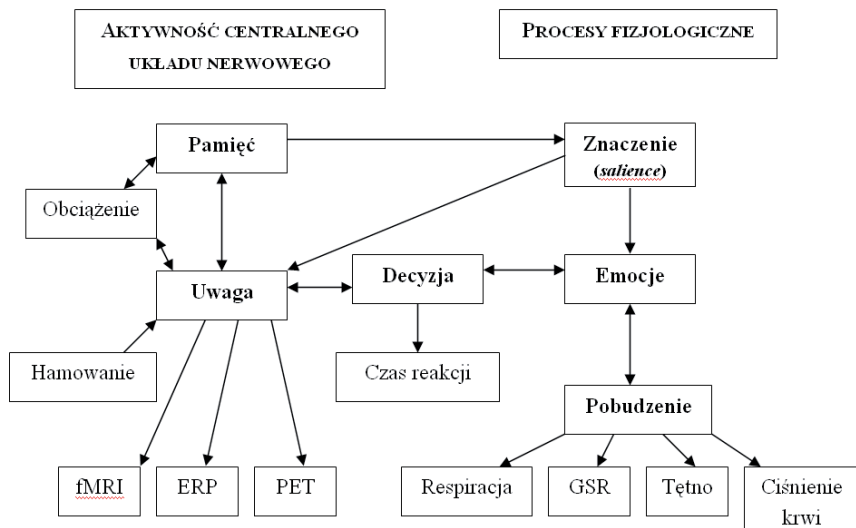 AKTYWNOŚĆ CENTRALNEGO
UKŁADU NERWOWEGO
PROCESY FIZJOLOGICZNE
Pamięć
Znaczenie
(salience)
Obciążenie
Uwaga
Decyzja
Emocje
Hamowanie
Czas reakcji
Pobudzenie
fMRI
ERP
PET
Respiracja
GSR
Tętno
Ciśnienie
krwi